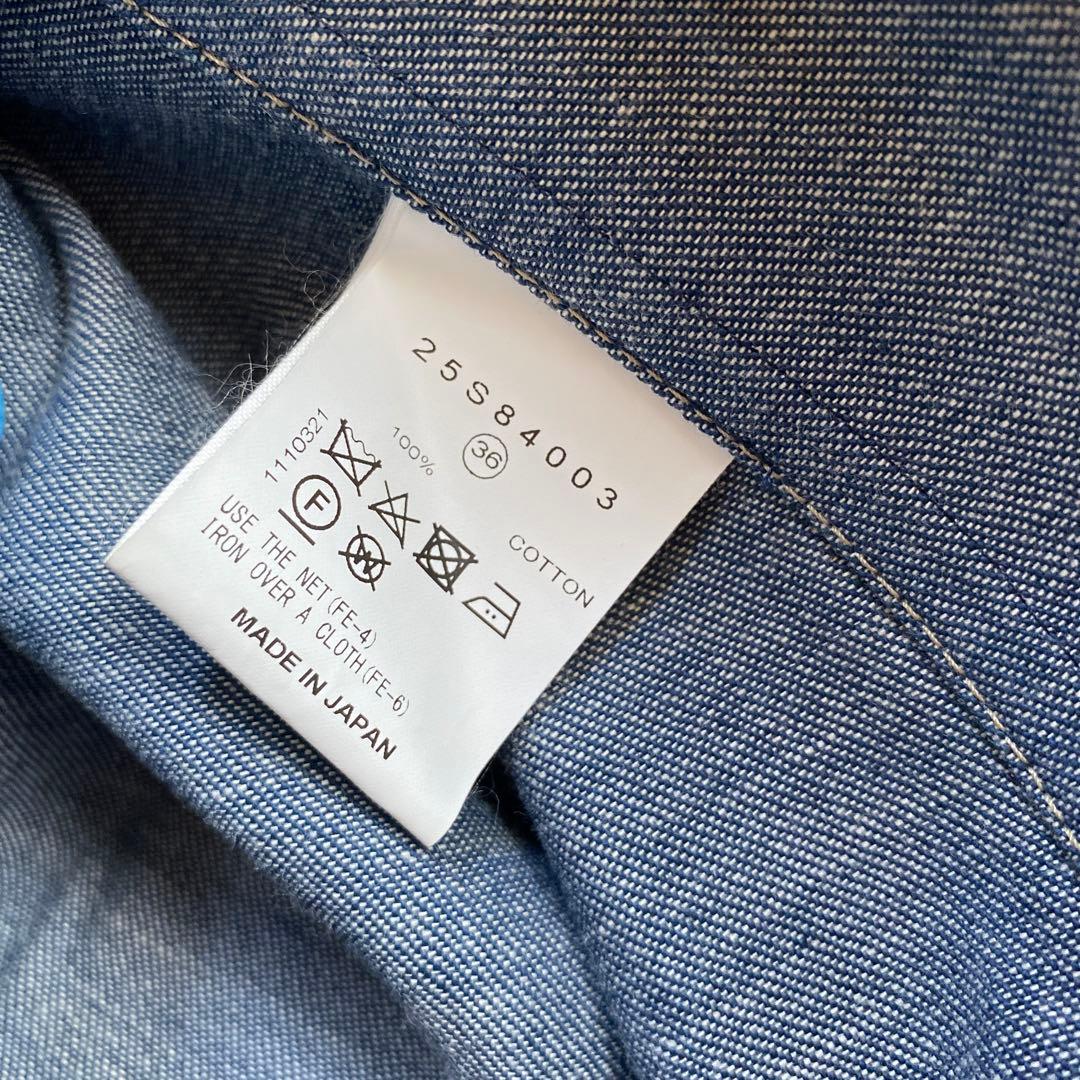 25S84003
36
100% COTTON
1110321
F W
USE THE NET(FE-4)
IRON OVER A CLOTH(FE-6)
MADE IN JAPAN